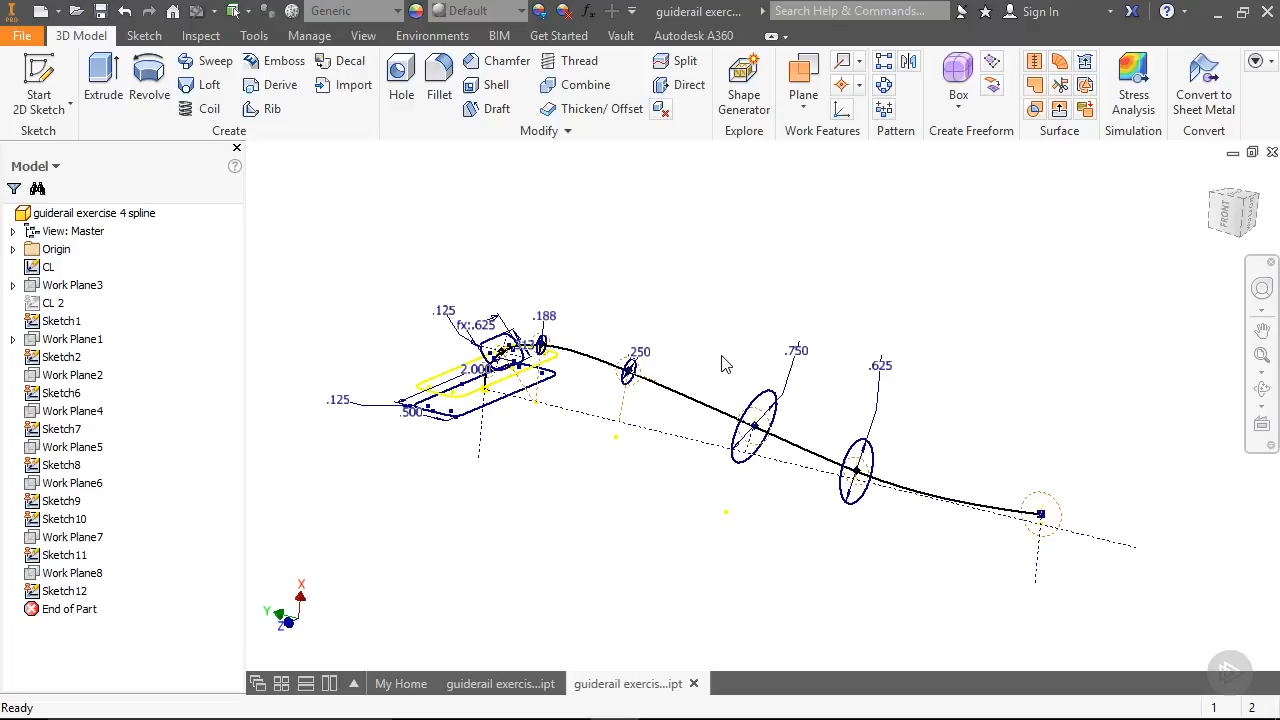 PRO
Generic
Default
fx
guiderail exerc...
Search Help & Commands...
Sign In
File
3D Model
Sketch
Inspect
Tools
Manage
View
Environments
BIM
Get Started
Vault
Autodesk A360
Start
2D Sketch
Extrude
Revolve
Sweep
Loft
Coil
Emboss
Derive
Rib
Decal
Import
Hole
Fillet
Chamfer
Shell
Draft
Thread
Combine
Thicken/ Offset
Split
Direct
Shape
Generator
Plane
Box
Stress
Analysis
Convert to
Sheet Metal
Sketch
Create
Modify
Explore
Work Features
Pattern
Create Freeform
Surface
Simulation
Convert
Model
guiderail exercise 4 spline
View: Master
Origin
CL
Work Plane3
CL 2
Sketch1
Work Plane1
Sketch2
Work Plane2
Sketch6
Work Plane4
Sketch7
Work Plane5
Sketch8
Work Plane6
Sketch9
Sketch10
Work Plane7
Sketch11
Work Plane8
Sketch12
End of Part
.125
fx:.625
.188
.250
.750
.625
2.000
.125
.500
FRONT
X
Y
Z
My Home
guiderail exercis...ipt
guiderail exercis...ipt
Ready
1
2